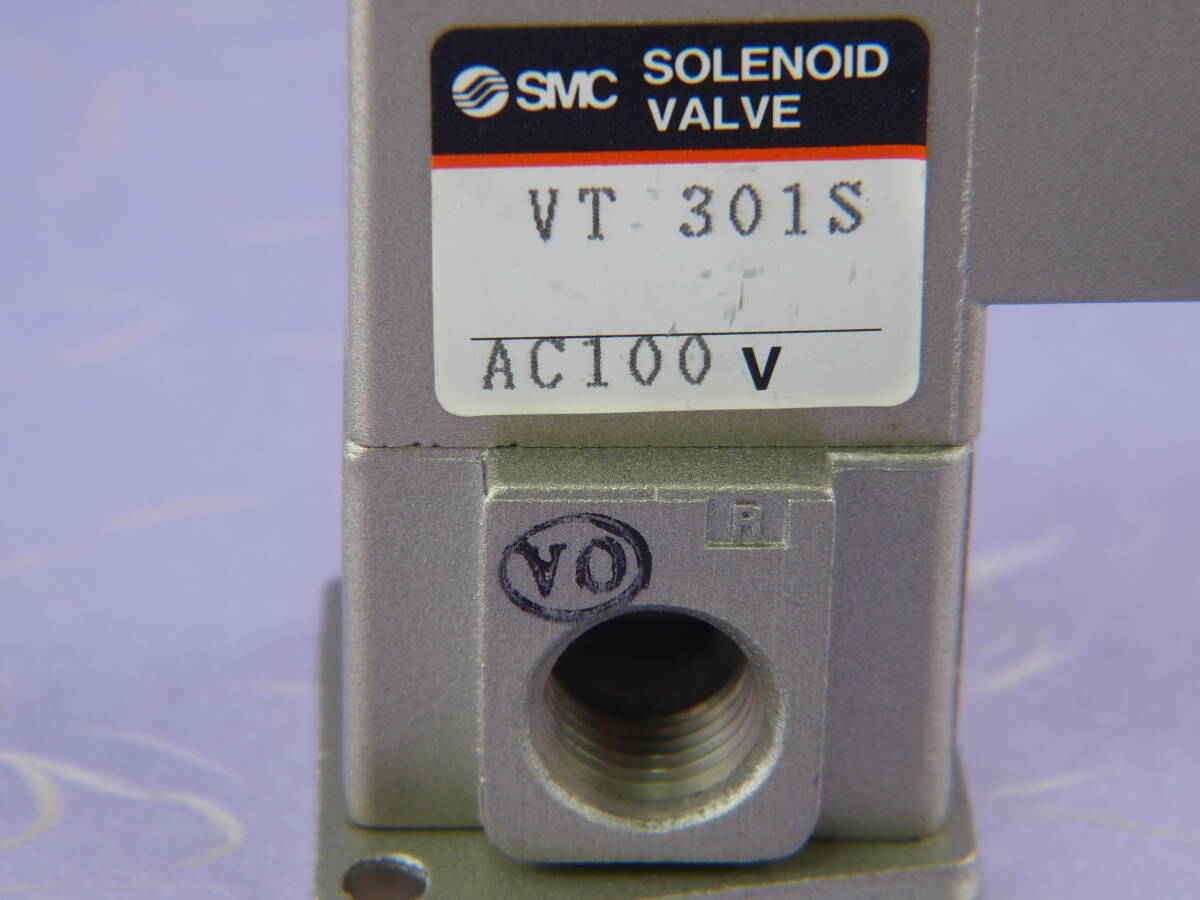 SMC
SOLENOID
VALVE
VT 301S
AC100 V
R
VO